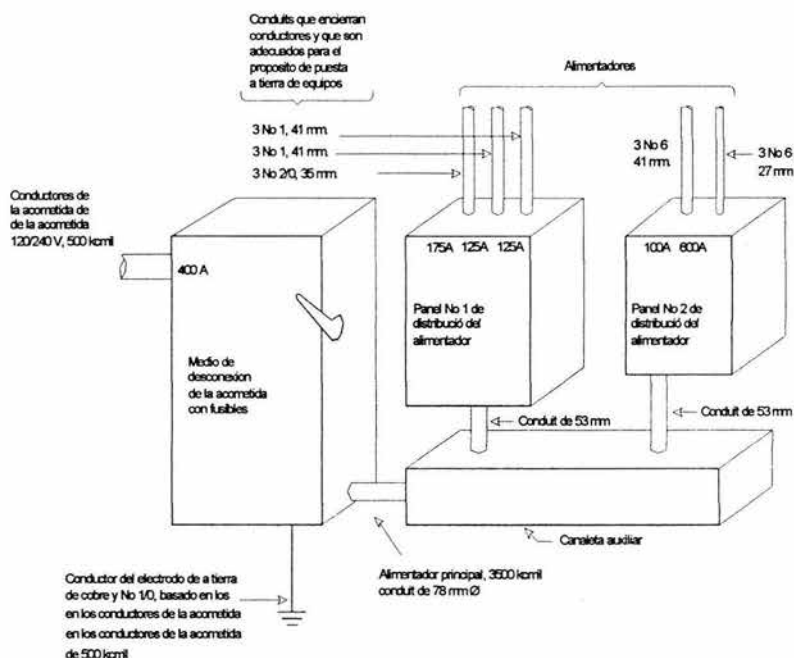 Conduits que encierran
conductores y que son
adecuados para el
proposito de puesta
a tierra de equipos
Alimentadores
3 No 1, 41 mm.
3 No 1, 41 mm.
3 No 2/0, 35 mm.
3 No 6
41 mm.
3 No 6
27 mm.
Conductores de
la acometida de
de la acometida
120/240 V, 500 kcmil
400 A
175A 125A 125A
100A 600A
Panel No 1 de
distribució del
alimentador
Panel No 2 de
distribució del
alimentador
Medio de
desconexion
de la acometida
con fusibles
Conduit de 53 mm
Conduit de 53 mm
Canaleta auxiliar
Alimentador principal, 3500 kcmil
conduit de 78 mm Ø
Conductor del electrodo de a tierra
de cobre y No 1/0, basado en los
en los conductores de la acometida
en los conductores de la acometida
de 500 kcmil